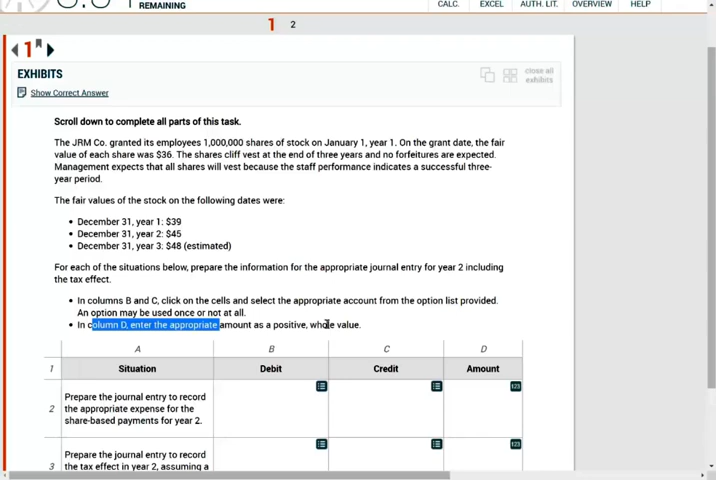 REMAINING
CALC. EXCEL AUTH. LIT. OVERVIEW HELP
1 2
1
EXHIBITS
close all
exhibits
Show Correct Answer
Scroll down to complete all parts of this task.
The JRM Co. granted its employees 1,000,000 shares of stock on January 1, year 1. On the grant date, the fair
value of each share was $36. The shares cliff vest at the end of three years and no forfeitures are expected.
Management expects that all shares will vest because the staff performance indicates a successful three-
year period.
The fair values of the stock on the following dates were:
• December 31, year 1: $39
• December 31, year 2: $45
• December 31, year 3: $48 (estimated)
For each of the situations below, prepare the information for the appropriate journal entry for year 2 including
the tax effect.
• In columns B and C, click on the cells and select the appropriate account from the option list provided.
An option may be used once or not at all.
• In column D, enter the appropriate amount as a positive, whole value.
A B C D
1 Situation Debit Credit Amount
Prepare the journal entry to record
2 the appropriate expense for the
share-based payments for year 2.
123
Prepare the journal entry to record
the tax effect in year 2, assuming a
3
123